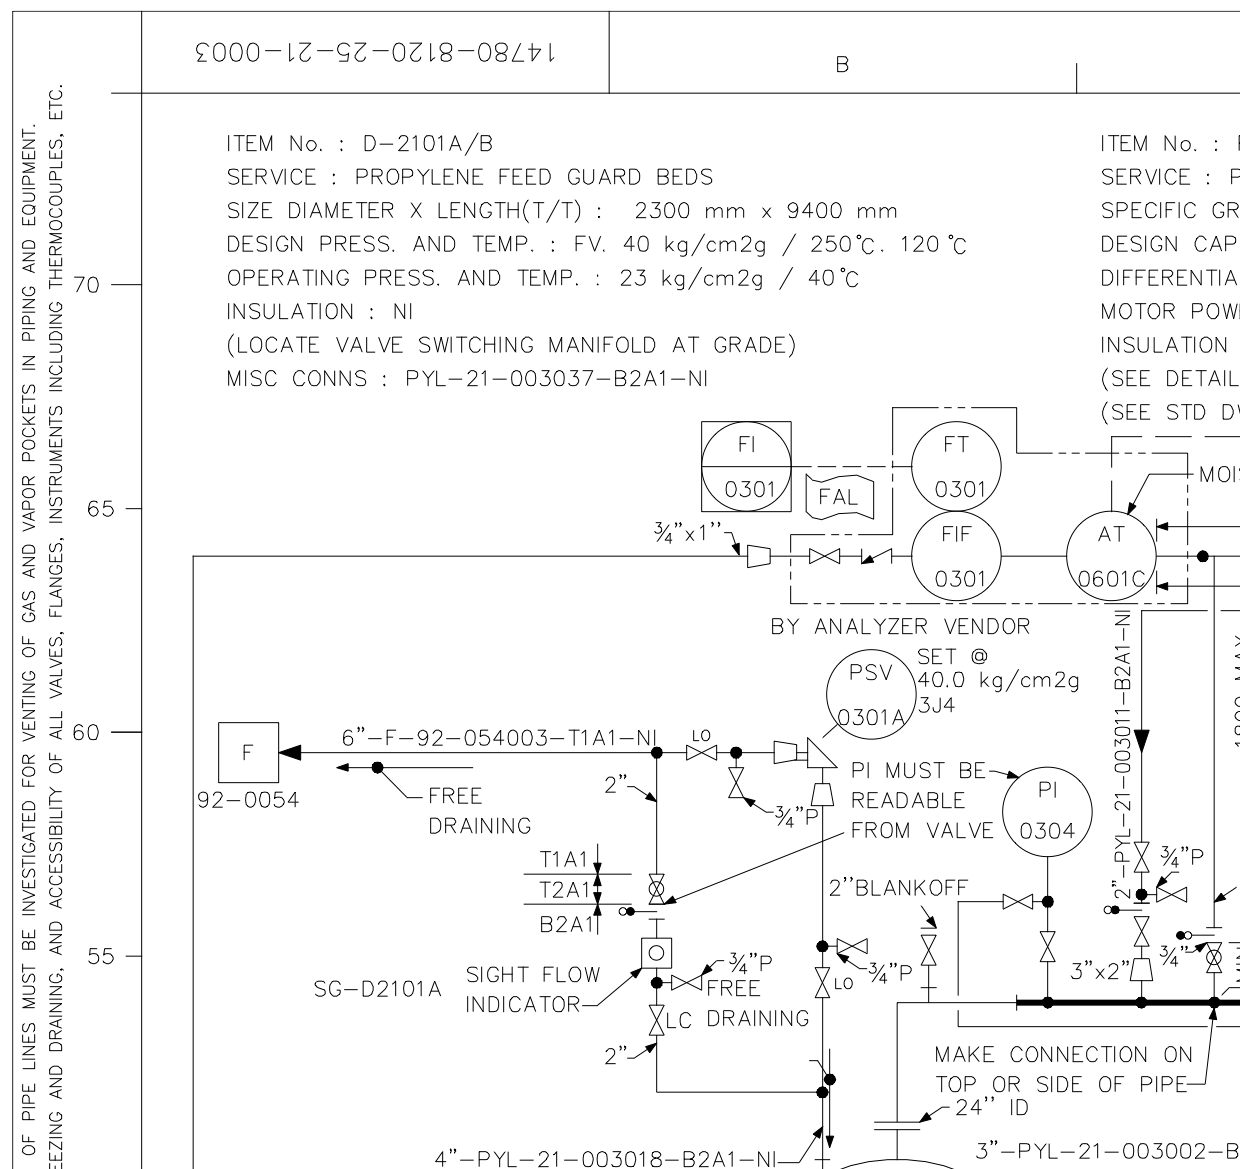 14780-8120-25-21-0003
B
OF PIPE LINES MUST BE INVESTIGATED FOR VENTING OF GAS AND VAPOR POCKETS IN PIPING AND EQUIPMENT.
EEZING AND DRAINING, AND ACCESSIBILITY OF ALL VALVES, FLANGES, INSTRUMENTS INCLUDING THERMOCOUPLES, ETC.
70
65
60
55
ITEM No. : D-2101A/B
SERVICE : PROPYLENE FEED GUARD BEDS
SIZE DIAMETER X LENGTH(T/T) : 2300 mm x 9400 mm
DESIGN PRESS. AND TEMP. : FV. 40 kg/cm2g / 250℃. 120 ℃
OPERATING PRESS. AND TEMP. : 23 kg/cm2g / 40℃
INSULATION : NI
(LOCATE VALVE SWITCHING MANIFOLD AT GRADE)
MISC CONNS : PYL-21-003037-B2A1-NI
ITEM No. :
SERVICE : P
SPECIFIC GR
DESIGN CAP
DIFFERENTIA
MOTOR POW
INSULATION
(SEE DETAIL
(SEE STD D
FI
0301
FAL
FT
0301
FIF
0301
AT
0601C
MOI
¾"x1''
BY ANALYZER VENDOR
PSV
0301A
SET @
40.0 kg/cm2g
3J4
F
92-0054
6"-F-92-054003-T1A1-NI
LO
2"
FREE
DRAINING
¾"P
PI MUST BE
READABLE
FROM VALVE
PI
0304
2"-PYL-21-003011-B2A1-NI
1800 MAX
T1A1
T2A1
B2A1
2''BLANKOFF
¾"P
SIGHT FLOW
INDICATOR
SG-D2101A
¾"P
FREE
DRAINING
LC
2"
¾"P
LO
3"x2"
¾"
MAKE CONNECTION ON
TOP OR SIDE OF PIPE
24'' ID
4"-PYL-21-003018-B2A1-NI
3"-PYL-21-003002-B